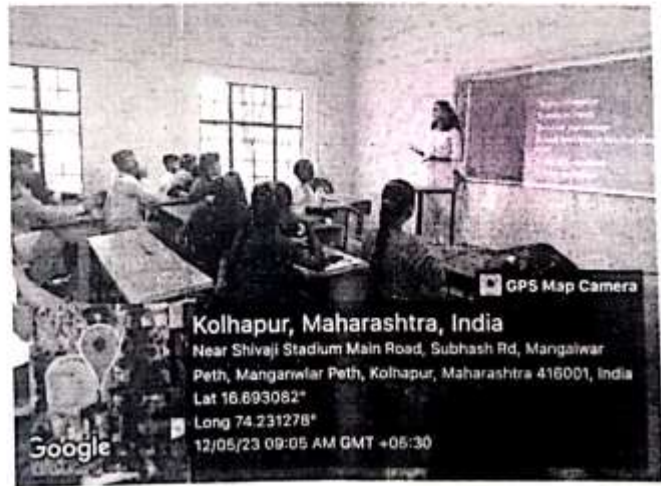 GPS Map Camera
Kolhapur, Maharashtra, India
Near Shivaji Stadium Main Road, Subhash Rd, Mangalwar
Peth, Manganwlar Peth, Kolhapur, Maharashtra 416001, India
Lat 16.693082°
Long 74.231278°
12/05/23 09:05 AM GMT +05:30
Google